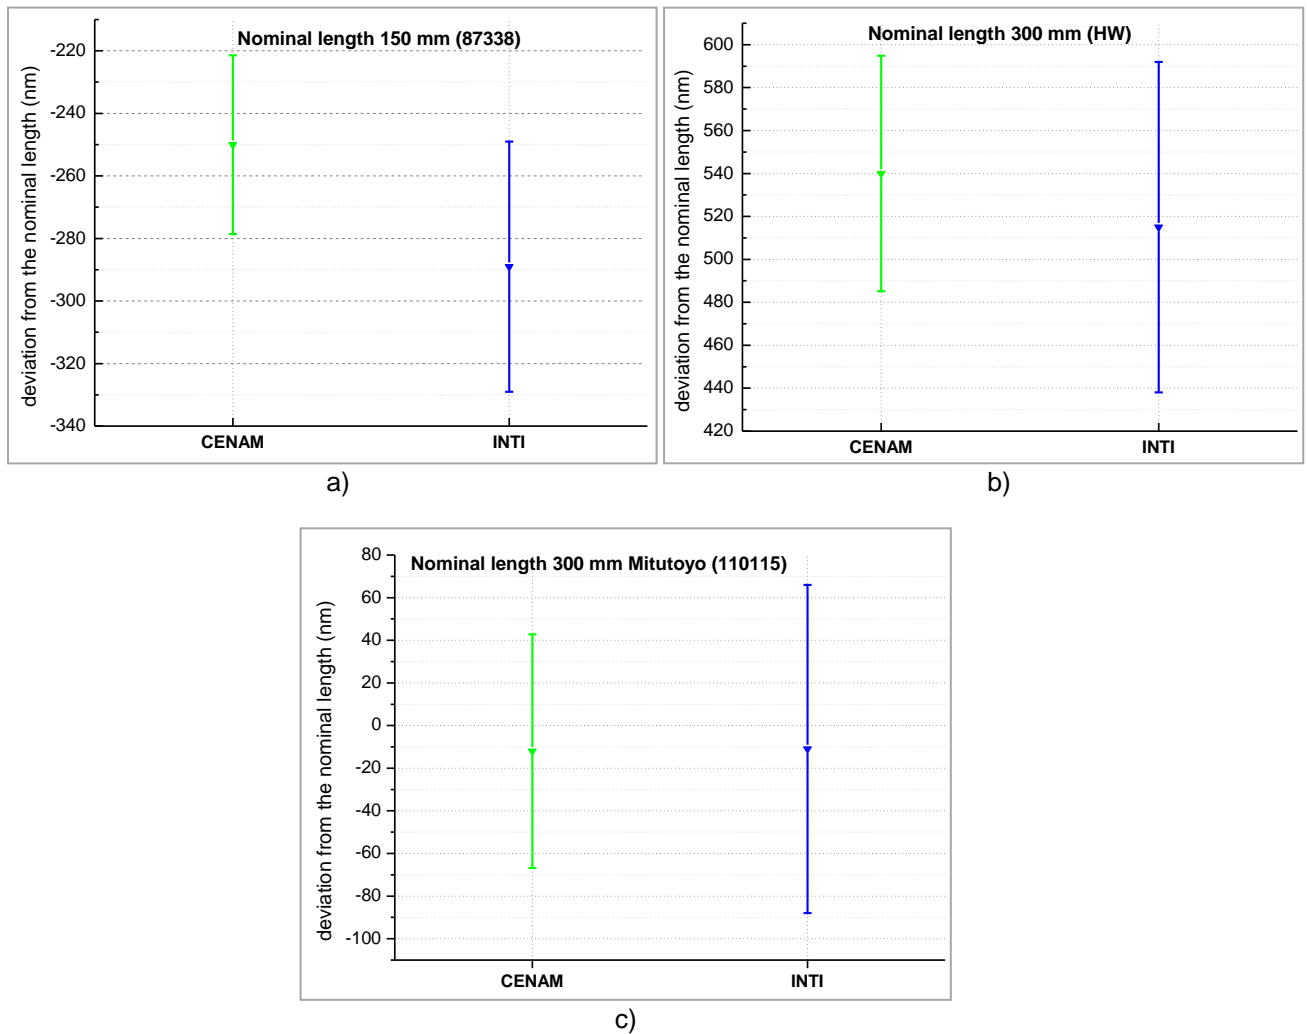 Nominal length 150 mm (87338)
deviation from the nominal length (nm)
-220
-240
-260
-280
-300
-320
-340
CENAM INTI
a)
Nominal length 300 mm (HW)
deviation from the nominal length (nm)
600
580
560
540
520
500
480
460
440
420
CENAM INTI
b)
Nominal length 300 mm Mitutoyo (110115)
deviation from the nominal length (nm)
80
60
40
20
0
-20
-40
-60
-80
-100
CENAM INTI
c)